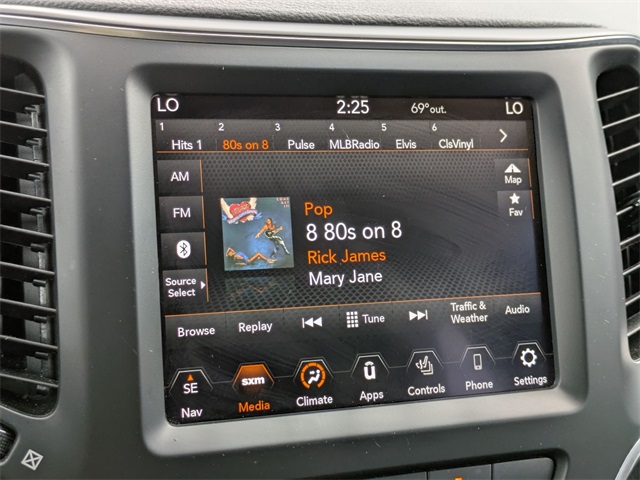 LO 2:25 69°out. LO
1 2 3 4 5 6
Hits 1 80s on 8 Pulse MLBRadio Elvis ClsVinyl
AM
Map
FM
Fav
Pop
8 80s on 8
Rick James
Mary Jane
Source
Select
Browse Replay Tune Traffic &
Weather Audio
SE sxm
Nav Media Climate Apps Controls Phone Settings